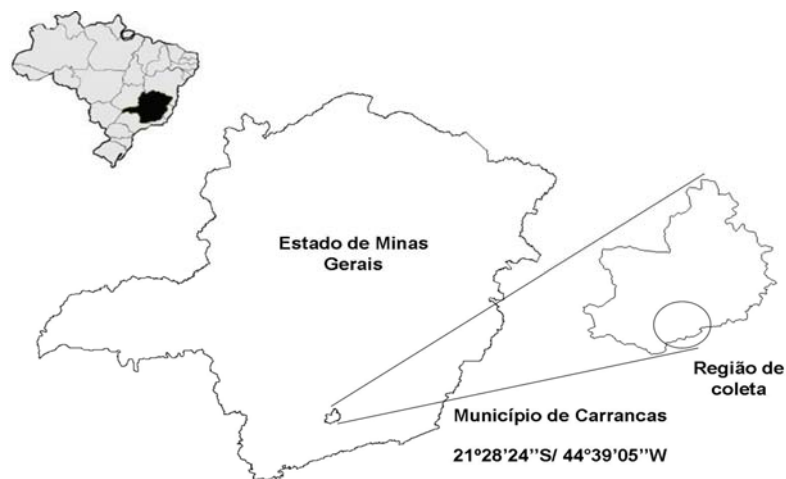 Estado de Minas
Gerais
Região de
coleta
Município de Carrancas
21º28'24''S/ 44º39'05''W